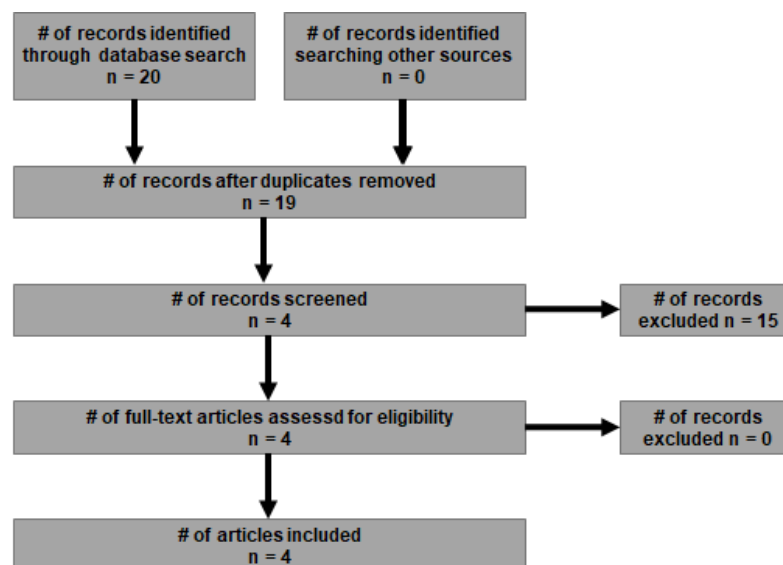 # of records identified
through database search
n = 20
# of records identified
searching other sources
n = 0
# of records after duplicates removed
n = 19
# of records screened
n = 4
# of records
excluded n = 15
# of full-text articles assessd for eligibility
n = 4
# of records
excluded n = 0
# of articles included
n = 4